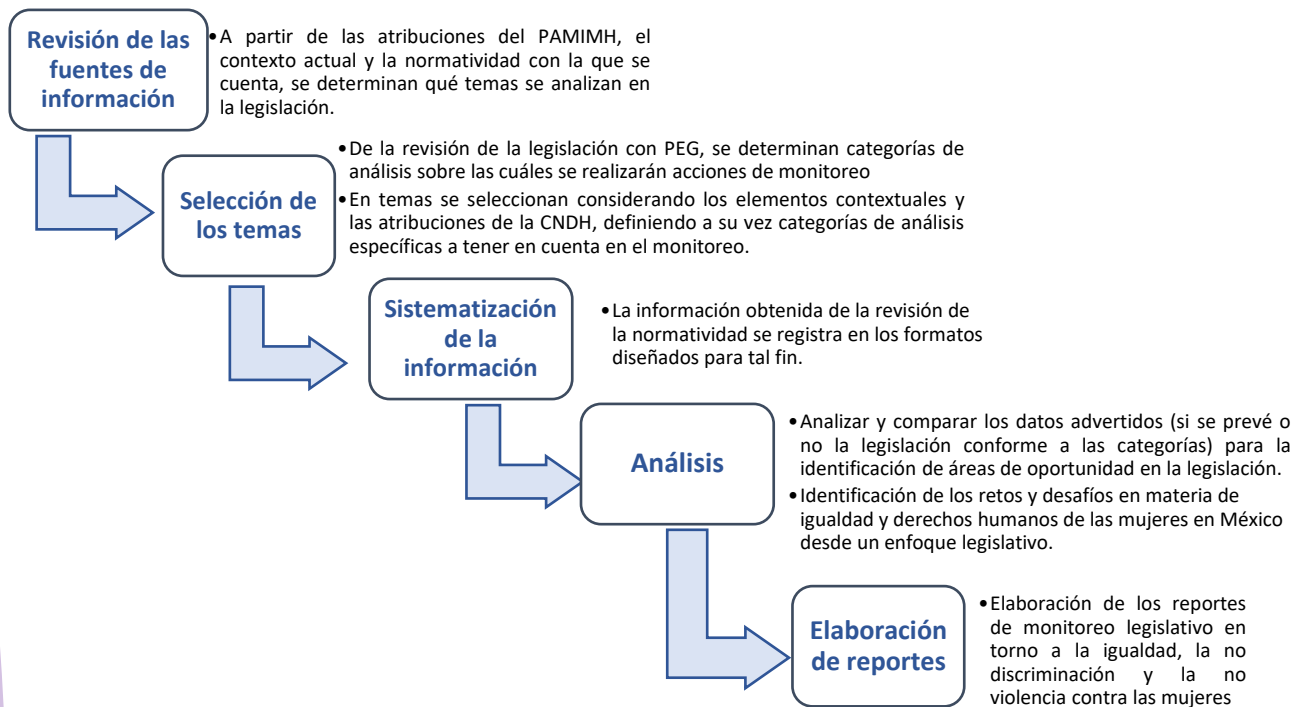 Revisión de las
fuentes de
información
•A partir de las atribuciones del PAMIMH, el
contexto actual y la normatividad con la que se
cuenta, se determinan qué temas se analizan en
la legislación.
Selección de
los temas
•De la revisión de la legislación con PEG, se determinan categorías de
análisis sobre las cuáles se realizarán acciones de monitoreo
•En temas se seleccionan considerando los elementos contextuales y
las atribuciones de la CNDH, definiendo a su vez categorías de análisis
específicas a tener en cuenta en el monitoreo.
Sistematización
de la
información
•La información obtenida de la revisión de
la normatividad se registra en los formatos
diseñados para tal fin.
Análisis
•Analizar y comparar los datos advertidos (si se prevé o
no la legislación conforme a las categorías) para la
identificación de áreas de oportunidad en la legislación.
•Identificación de los retos y desafíos en materia de
igualdad y derechos humanos de las mujeres en México
desde un enfoque legislativo.
Elaboración
de reportes
•Elaboración de los reportes
de monitoreo legislativo en
torno a la igualdad, la no
discriminación y la no
violencia contra las mujeres